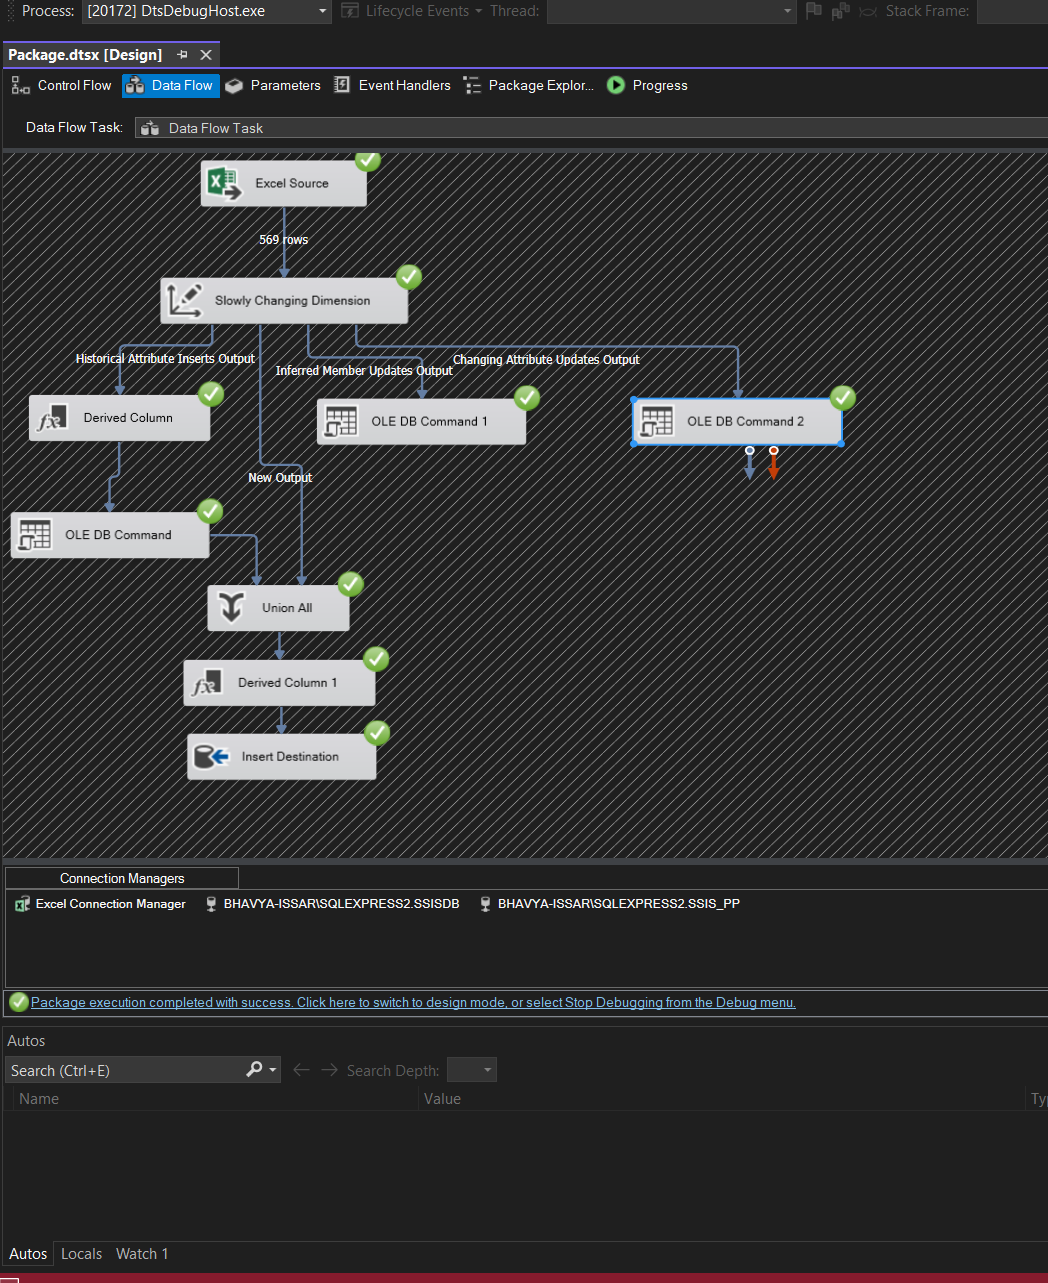 Process: [20172] DtsDebugHost.exe Lifecycle Events Thread: Stack Frame:
Package.dtsx [Design]
Control Flow Data Flow Parameters Event Handlers Package Explor... Progress
Data Flow Task: Data Flow Task
Excel Source
569 rows
Slowly Changing Dimension
Historical Attribute Inserts Output
Changing Attribute Updates Output
Inferred Member Updates Output
Derived Column
OLE DB Command 1
OLE DB Command 2
New Output
OLE DB Command
Union All
Derived Column 1
Insert Destination
Connection Managers
Excel Connection Manager BHAVYA-ISSAR\SQLEXPRESS2.SSISDB BHAVYA-ISSAR\SQLEXPRESS2.SSIS_PP
Package execution completed with success. Click here to switch to design mode, or select Stop Debugging from the Debug menu.
Autos
Search (Ctrl+E) Search Depth:
Name Value Ty
Autos Locals Watch 1